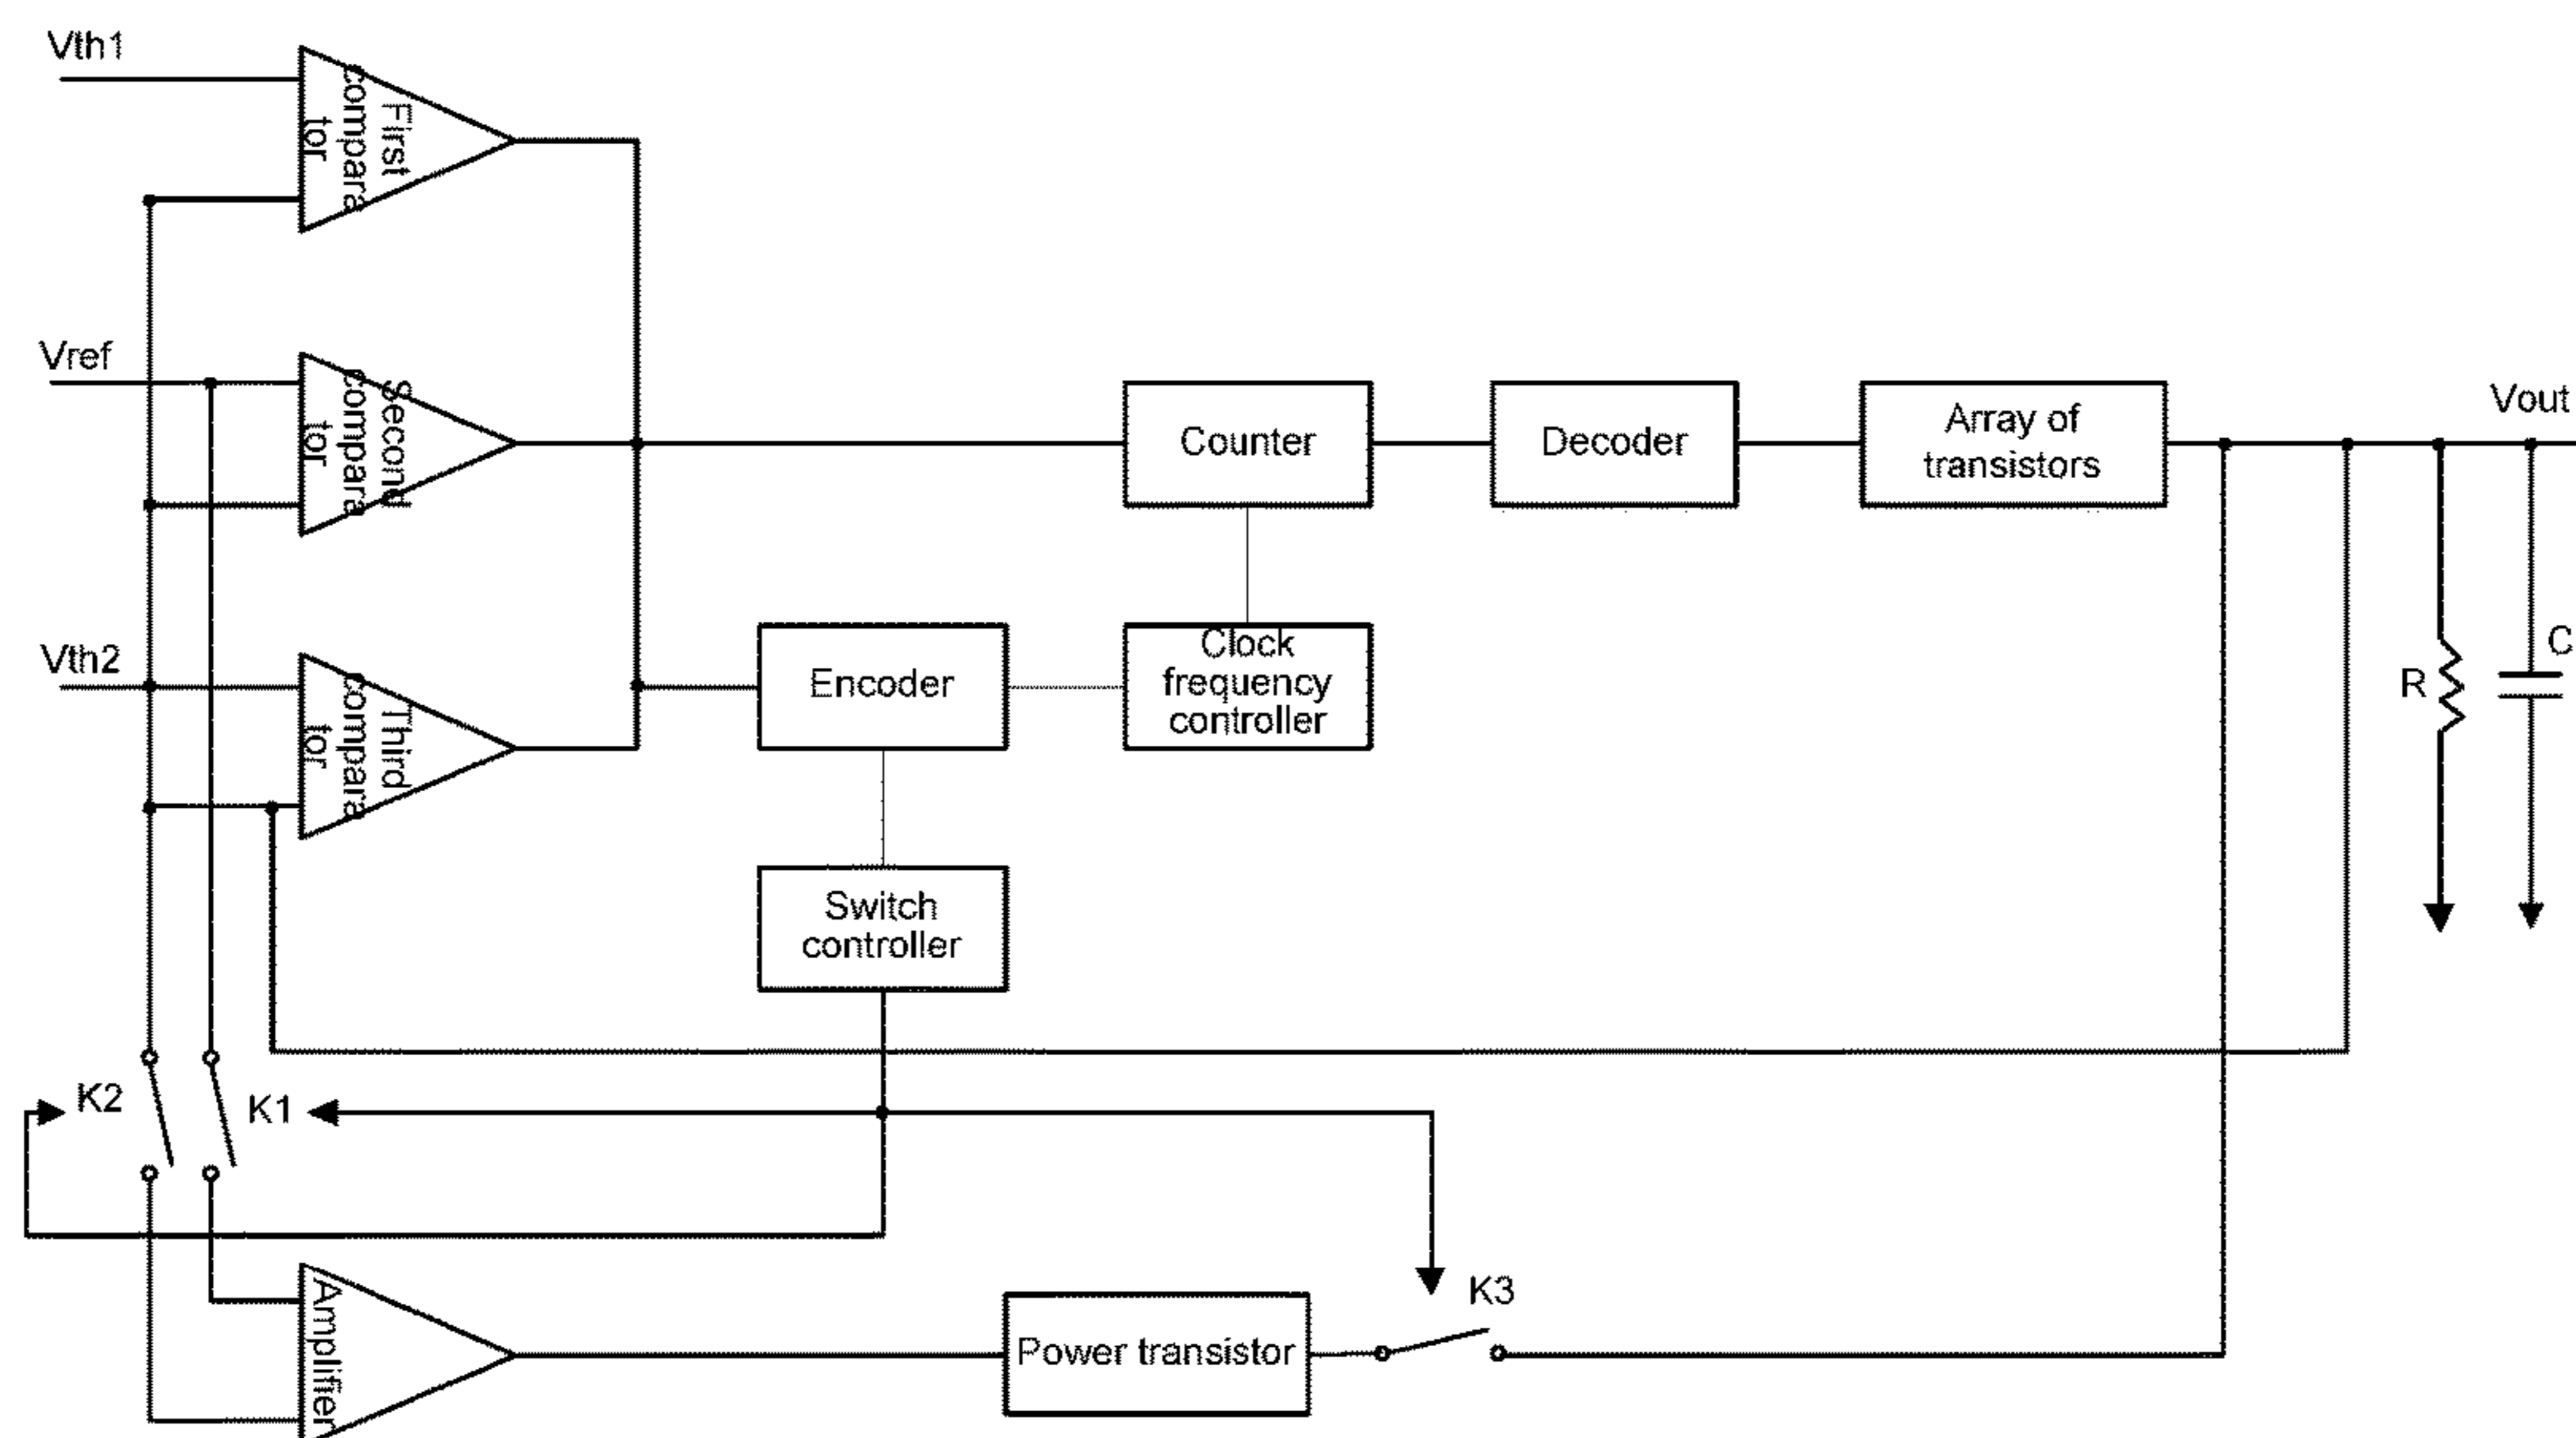 Vth1
First
compara
tor
Vref
Second
compara
tor
Counter
Decoder
Array of
transistors
Vout
Vth2
Third
compara
tor
Encoder
Clock
frequency
controller
R
C
Switch
controller
K2
K1
K3
Amplifier
Power transistor